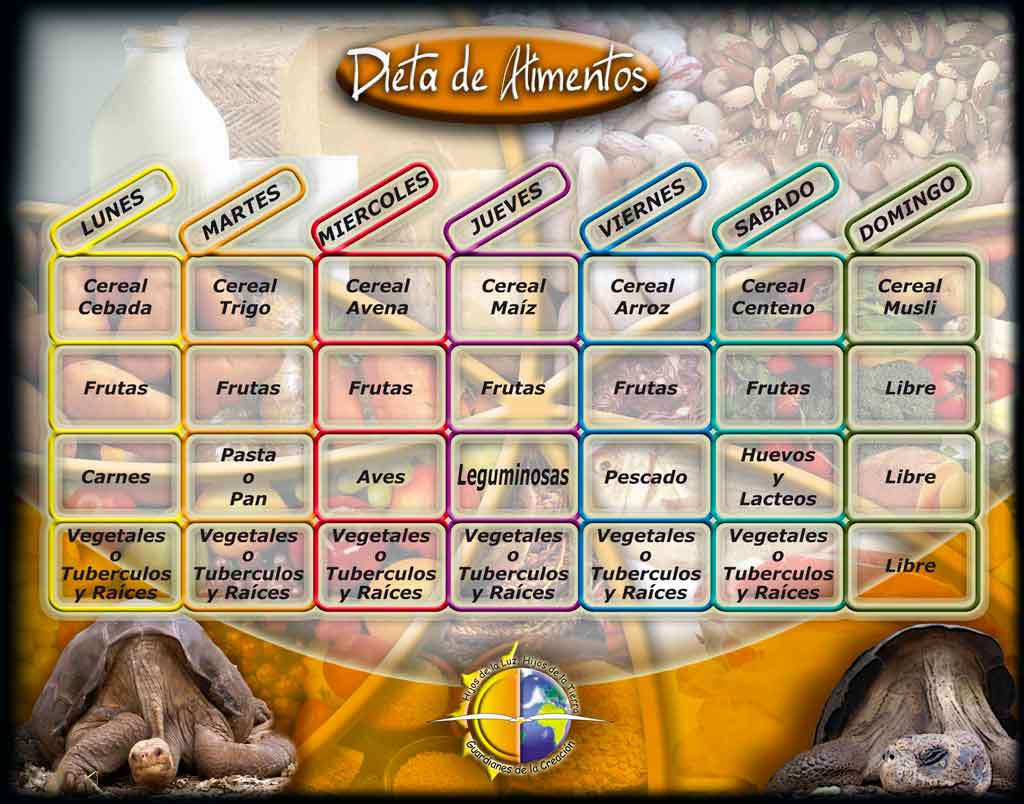 Dieta de Alimentos
LUNES
MARTES
MIERCOLES
JUEVES
VIERNES
SABADO
DOMINGO
Cereal
Cebada
Cereal
Trigo
Cereal
Avena
Cereal
Maíz
Cereal
Arroz
Cereal
Centeno
Cereal
Musli
Frutas
Frutas
Frutas
Frutas
Frutas
Frutas
Libre
Carnes
Pasta
o
Pan
Aves
Leguminosas
Pescado
Huevos
y
Lacteos
Libre
Vegetales
o
Tuberculos
y Raíces
Vegetales
o
Tuberculos
y Raíces
Vegetales
o
Tuberculos
y Raíces
Vegetales
o
Tuberculos
y Raíces
Vegetales
o
Tuberculos
y Raíces
Vegetales
o
Tuberculos
y Raíces
Libre
Hijos de la Luz, Hijos de la Tierra
Guardianes de la Creación